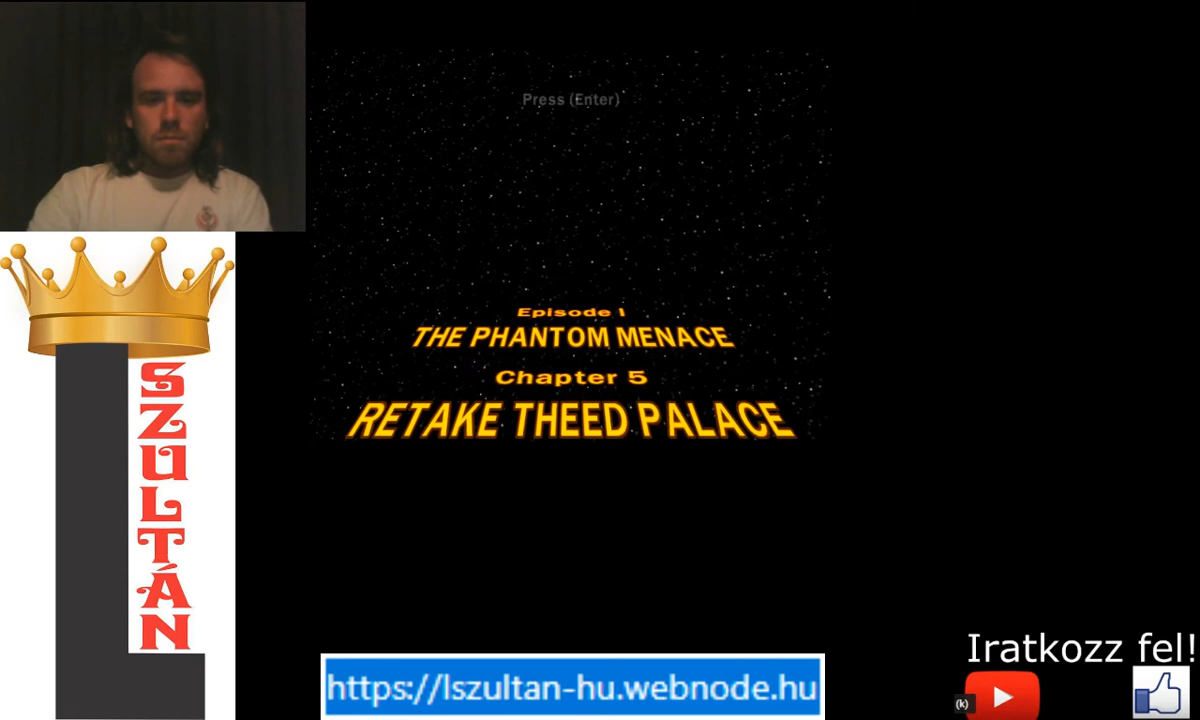 Press (Enter)
Episode I
THE PHANTOM MENACE
Chapter 5
RETAKE THEED PALACE
L
SZULTÁN
https://lszultan-hu.webnode.hu
Iratkozz fel!
(k)